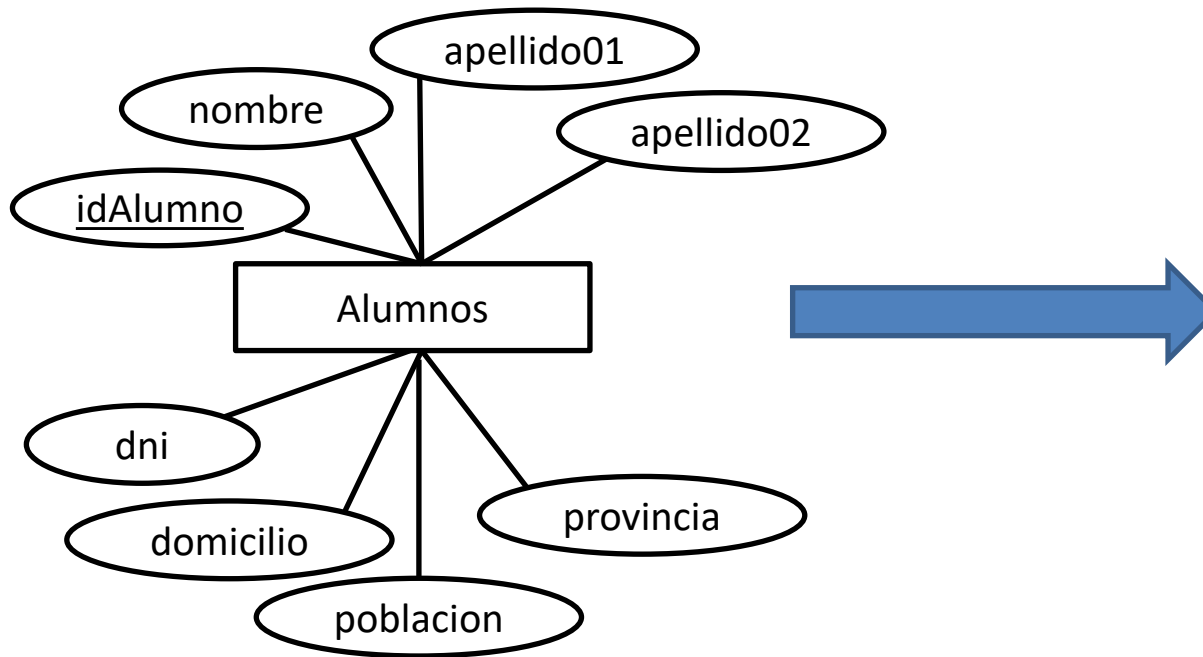 apellido01
nombre
apellido02
idAlumno
Alumnos
dni
provincia
domicilio
poblacion